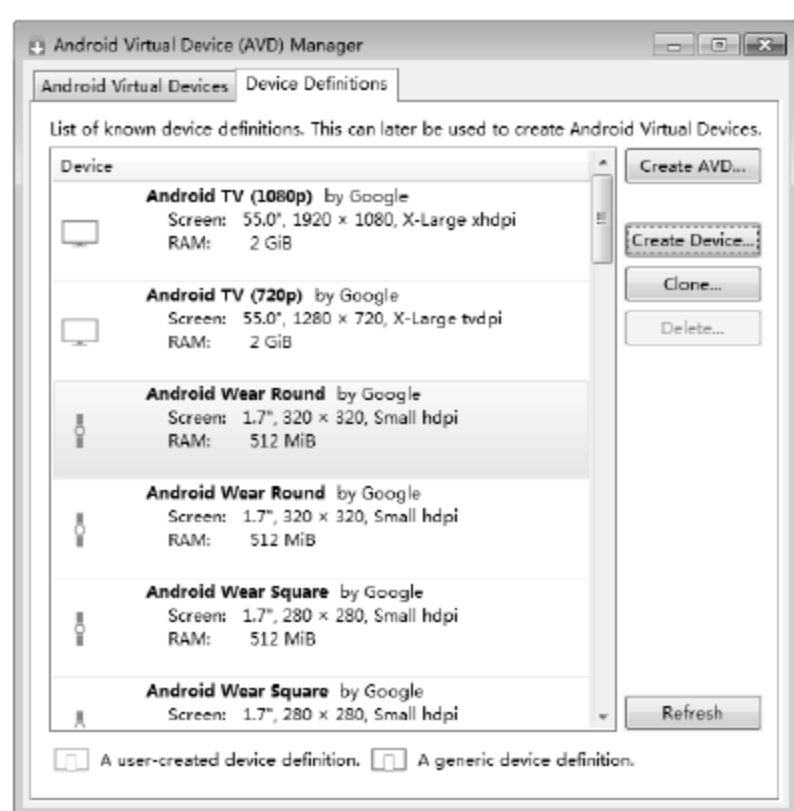 Android Virtual Device (AVD) Manager
Android Virtual Devices
Device Definitions
List of known device definitions. This can later be used to create Android Virtual Devices.
Device
Android TV (1080p) by Google
Screen: 55.0", 1920 × 1080, X-Large xhdpi
RAM: 2 GiB
Android TV (720p) by Google
Screen: 55.0", 1280 × 720, X-Large tvdpi
RAM: 2 GiB
Android Wear Round by Google
Screen: 1.7", 320 × 320, Small hdpi
RAM: 512 MiB
Android Wear Round by Google
Screen: 1.7", 320 × 320, Small hdpi
RAM: 512 MiB
Android Wear Square by Google
Screen: 1.7", 280 × 280, Small hdpi
RAM: 512 MiB
Android Wear Square by Google
Screen: 1.7", 280 × 280, Small hdpi
Create AVD...
Create Device...
Clone...
Delete...
Refresh
A user-created device definition.
A generic device definition.